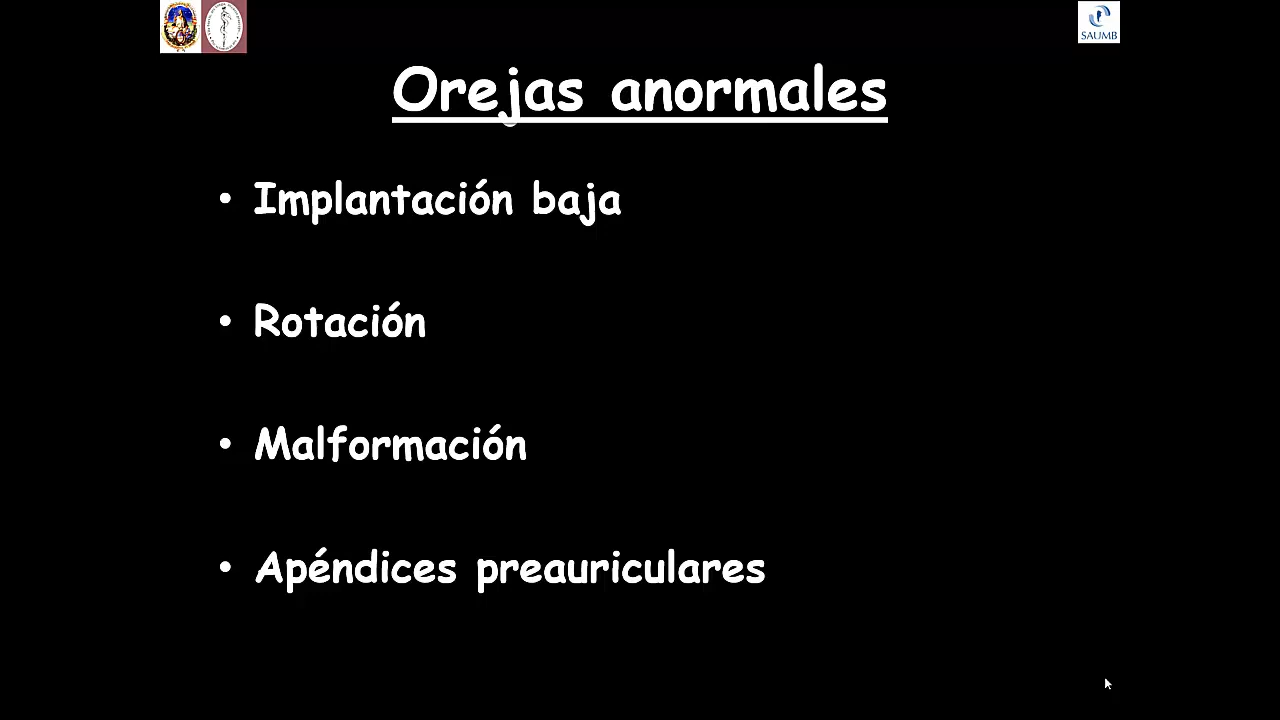 SAUMB
Orejas anormales
• Implantación baja
• Rotación
• Malformación
• Apéndices preauriculares